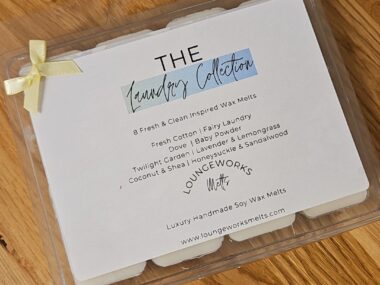 THE
Laundry Collection
8 Fresh & Clean Inspired Wax Melts
Fresh Cotton | Fairy Laundry
Dove | Baby Powder
Twilight Garden | Lavender & Lemongrass
Coconut & Shea | Honeysuckle & Sandalwood
LOUNGEWORKS
Melts
Luxury Handmade Soy Wax Melts
www.loungeworksmelts.com